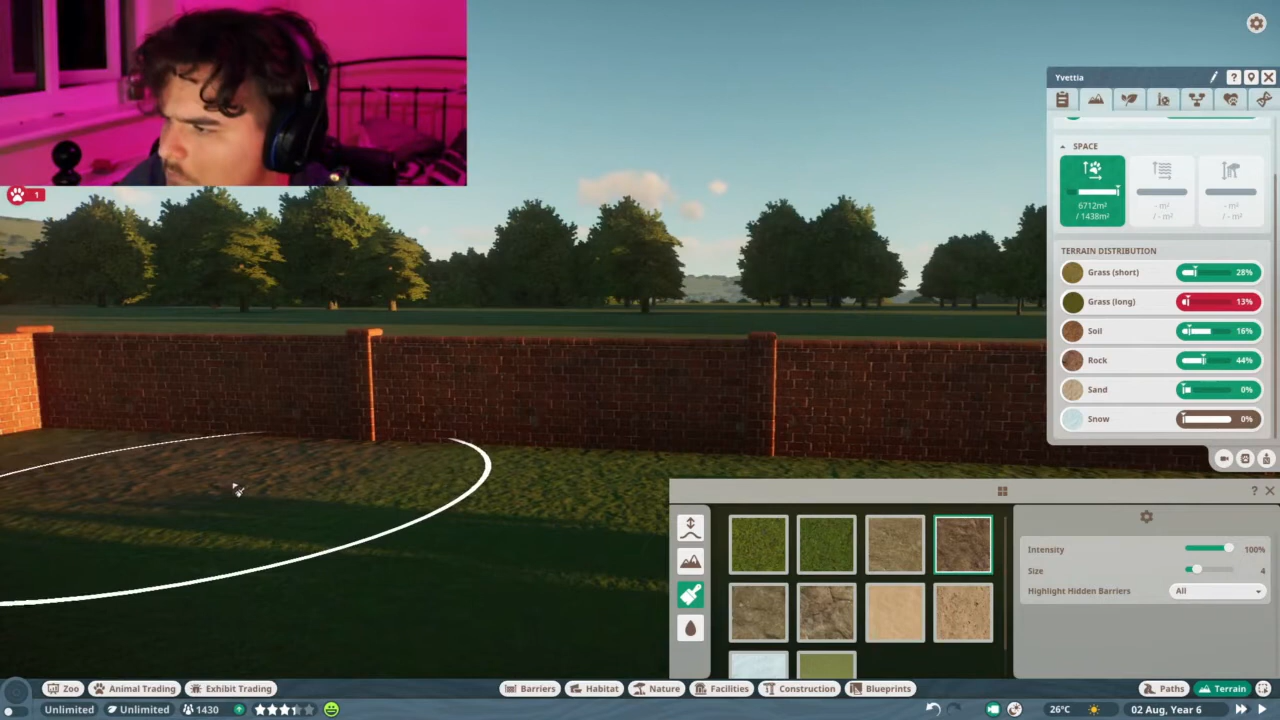 1
Yvettia
?
SPACE
6712m²
/ 1438m²
- m²
/ - m²
- m²
/ - m²
TERRAIN DISTRIBUTION
Grass (short) 28%
Grass (long) 13%
Soil 16%
Rock 44%
Sand 0%
Snow 0%
?
Intensity 100%
Size 4
Highlight Hidden Barriers All
Zoo Animal Trading Exhibit Trading Barriers Habitat Nature Facilities Construction Blueprints Paths Terrain
Unlimited Unlimited 1430 26°C 02 Aug, Year 6